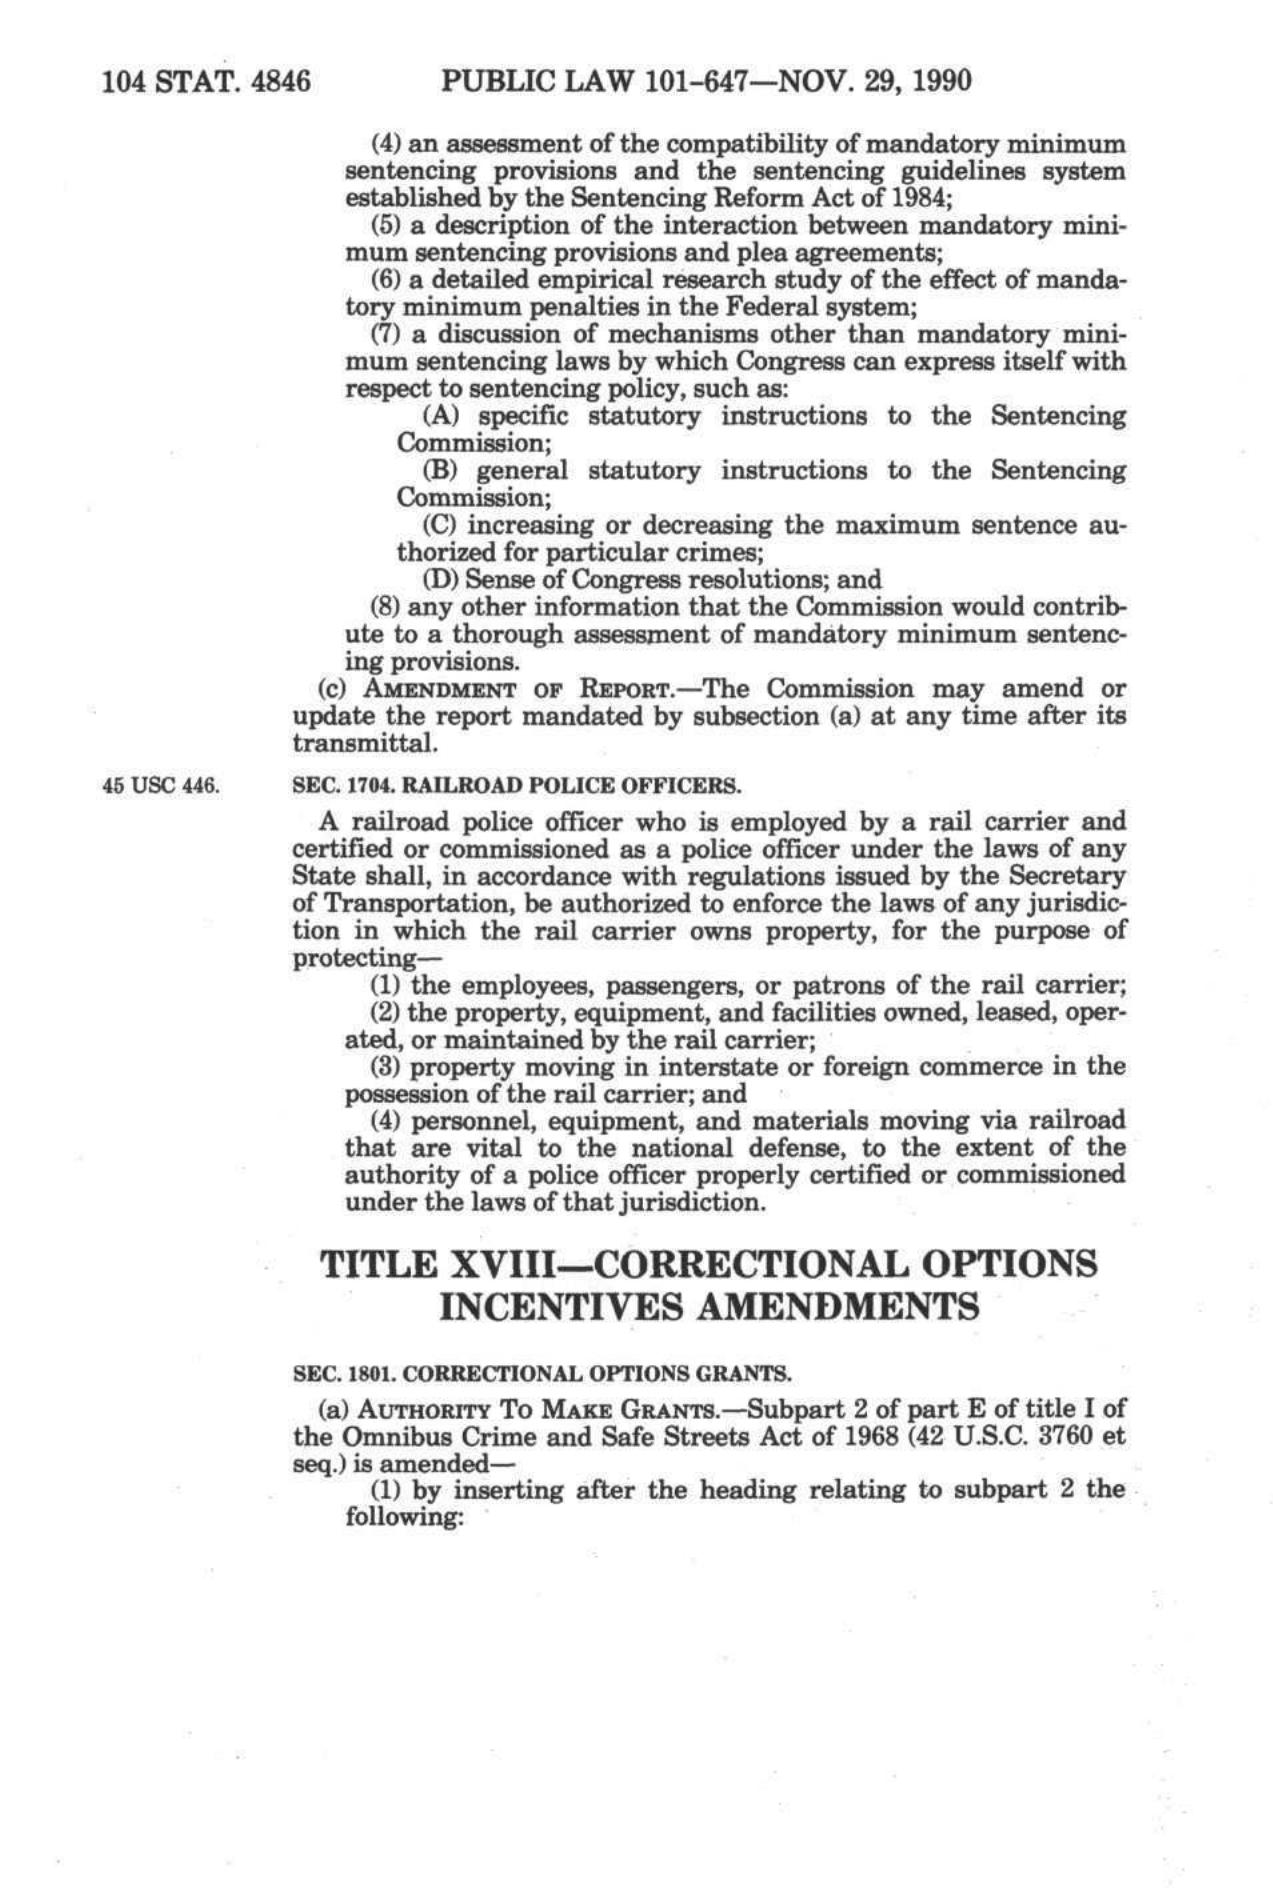 104 STAT. 4846 PUBLIC LAW 101–647—NOV. 29, 1990
(4) an assessment of the compatibility of mandatory minimum
sentencing provisions and the sentencing guidelines system
established by the Sentencing Reform Act of 1984;
(5) a description of the interaction between mandatory mini-
mum sentencing provisions and plea agreements;
(6) a detailed empirical research study of the effect of manda-
tory minimum penalties in the Federal system;
(7) a discussion of mechanisms other than mandatory mini-
mum sentencing laws by which Congress can express itself with
respect to sentencing policy, such as:
(A) specific statutory instructions to the Sentencing
Commission;
(B) general statutory instructions to the Sentencing
Commission;
(C) increasing or decreasing the maximum sentence au-
thorized for particular crimes;
(D) Sense of Congress resolutions; and
(8) any other information that the Commission would contrib-
ute to a thorough assessment of mandatory minimum sentenc-
ing provisions.
(c) AMENDMENT OF REPORT.—The Commission may amend or
update the report mandated by subsection (a) at any time after its
transmittal.
45 USC 446. SEC. 1704. RAILROAD POLICE OFFICERS.
A railroad police officer who is employed by a rail carrier and
certified or commissioned as a police officer under the laws of any
State shall, in accordance with regulations issued by the Secretary
of Transportation, be authorized to enforce the laws of any jurisdic-
tion in which the rail carrier owns property, for the purpose of
protecting—
(1) the employees, passengers, or patrons of the rail carrier;
(2) the property, equipment, and facilities owned, leased, oper-
ated, or maintained by the rail carrier;
(3) property moving in interstate or foreign commerce in the
possession of the rail carrier; and
(4) personnel, equipment, and materials moving via railroad
that are vital to the national defense, to the extent of the
authority of a police officer properly certified or commissioned
under the laws of that jurisdiction.
TITLE XVIII—CORRECTIONAL OPTIONS
INCENTIVES AMENDMENTS
SEC. 1801. CORRECTIONAL OPTIONS GRANTS.
(a) AUTHORITY TO MAKE GRANTS.—Subpart 2 of part E of title I of
the Omnibus Crime and Safe Streets Act of 1968 (42 U.S.C. 3760 et
seq.) is amended—
(1) by inserting after the heading relating to subpart 2 the
following: